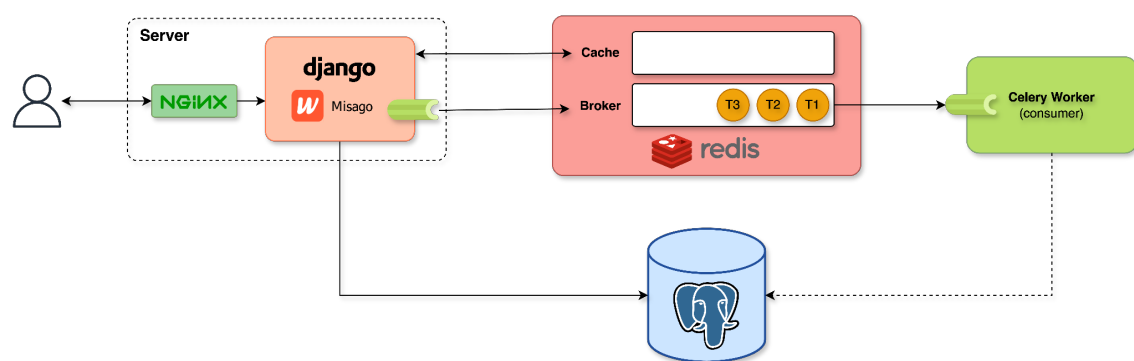 Server
NGiNX
django
Misago
Cache
Broker
T3
T2
T1
redis
Celery Worker
(consumer)